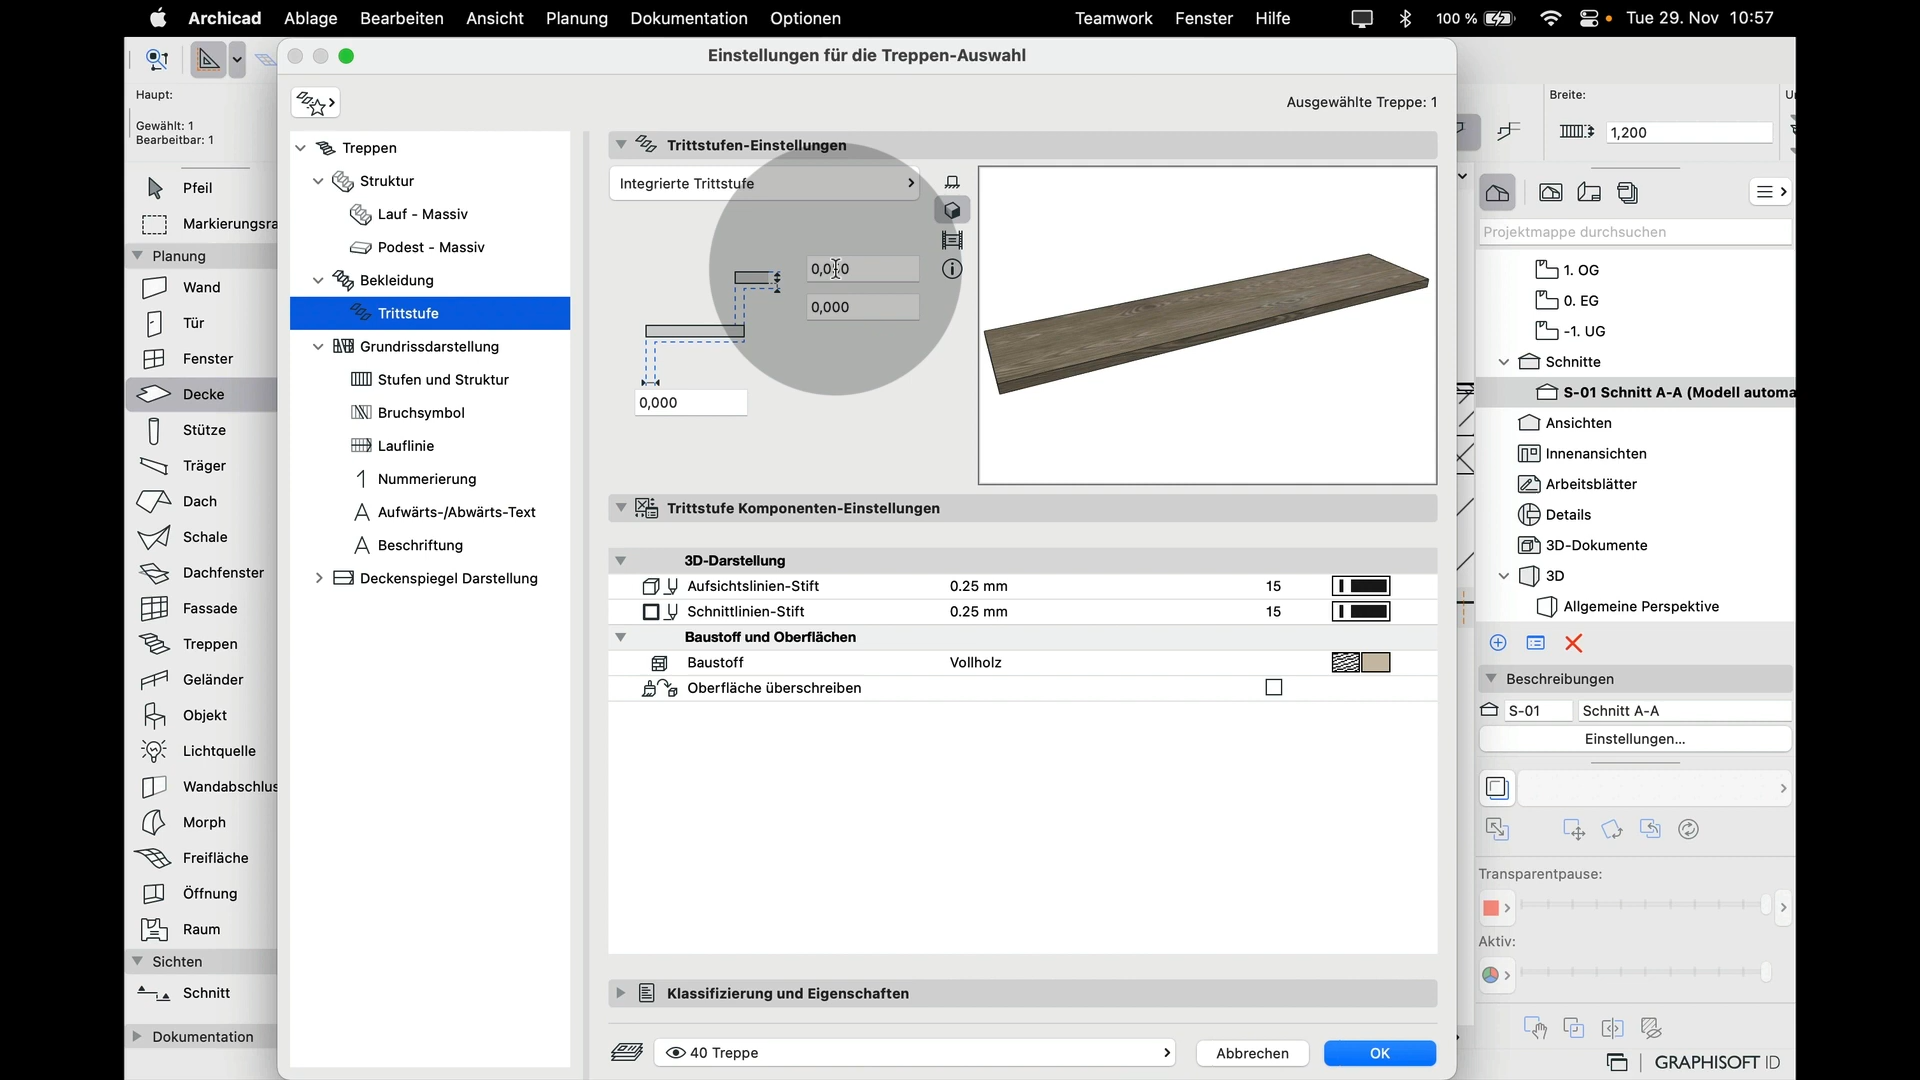 Archicad Ablage Bearbeiten Ansicht Planung Dokumentation Optionen Teamwork Fenster Hilfe 100 % Tue 29. Nov 10:57
Einstellungen für die Treppen-Auswahl
Ausgewählte Treppe: 1
Haupt:
Gewählt: 1
Bearbeitbar: 1
Pfeil
Markierungsra
Planung
Wand
Tür
Fenster
Decke
Stütze
Träger
Dach
Schale
Dachfenster
Fassade
Treppen
Geländer
Objekt
Lichtquelle
Wandabschlus
Morph
Freifläche
Öffnung
Raum
Sichten
Schnitt
Dokumentation
Treppen
Struktur
Lauf - Massiv
Podest - Massiv
Bekleidung
Trittstufe
Grundrissdarstellung
Stufen und Struktur
Bruchsymbol
Lauflinie
Nummerierung
Aufwärts-/Abwärts-Text
Beschriftung
Deckenspiegel Darstellung
Trittstufen-Einstellungen
Integrierte Trittstufe
0,000
0,000
Trittstufe Komponenten-Einstellungen
3D-Darstellung
Aufsichtslinien-Stift 0.25 mm 15
Schnittlinien-Stift 0.25 mm 15
Baustoff und Oberflächen
Baustoff Vollholz
Oberfläche überschreiben
Klassifizierung und Eigenschaften
40 Treppe
Abbrechen
OK
Breite:
1,200
Projektmappe durchsuchen
1. OG
0. EG
-1. UG
Schnitte
S-01 Schnitt A-A (Modell automa
Ansichten
Innenansichten
Arbeitsblätter
Details
3D-Dokumente
3D
Allgemeine Perspektive
Beschreibungen
S-01 Schnitt A-A
Einstellungen...
Transparentpause:
Aktiv:
GRAPHISOFT ID